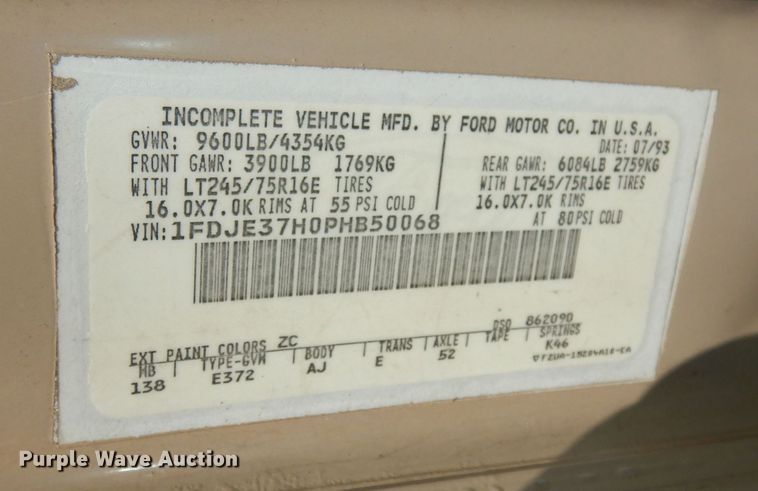 INCOMPLETE VEHICLE MFD. BY FORD MOTOR CO. IN U.S.A.
GVWR: 9600LB/4354KG DATE: 07/93
FRONT GAWR: 3900LB 1769KG REAR GAWR: 6084LB 2759KG
WITH LT245/75R16E TIRES WITH LT245/75R16E TIRES
16.0X7.0K RIMS AT 55 PSI COLD 16.0X7.0K RIMS
AT 80 PSI COLD
VIN: 1FDJE37H0PHB50068
EXT PAINT COLORS ZC DSO 862090
WB TYPE-GVM BODY TRANS AXLE TAPE SPRINGS
138 E372 AJ E 52 K46
Purple Wave Auction